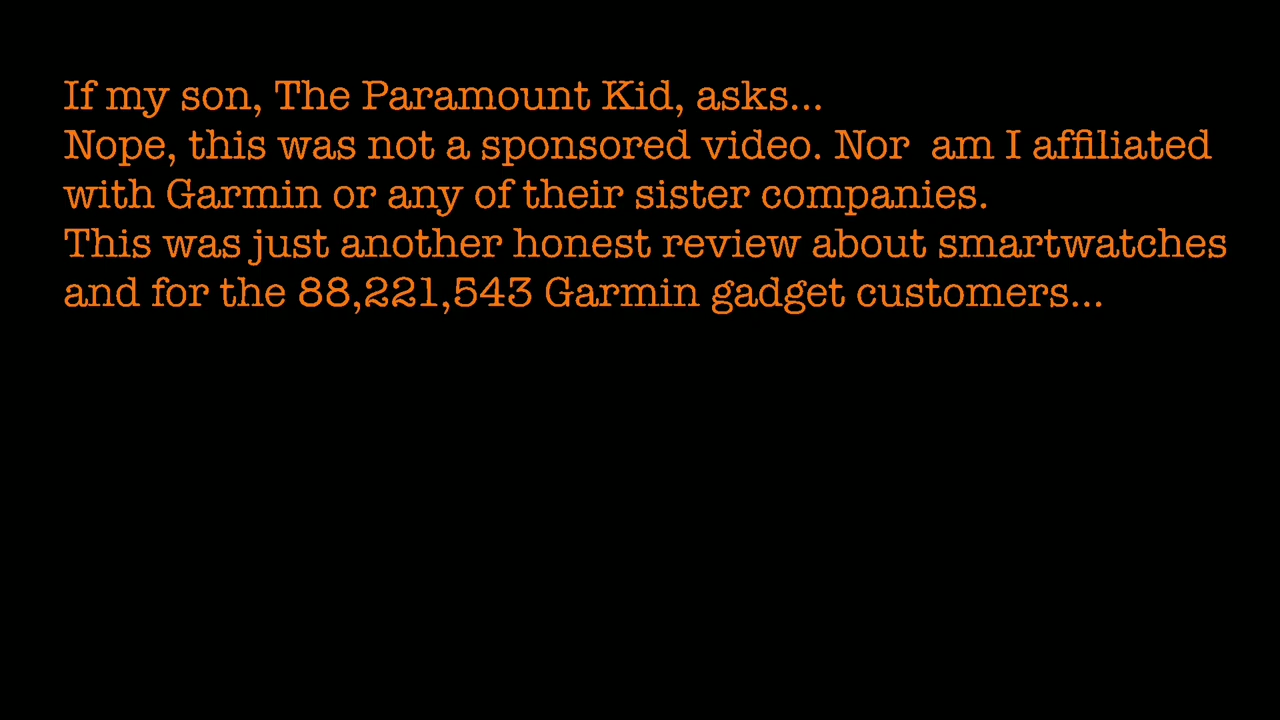 If my son, The Paramount Kid, asks...
Nope, this was not a sponsored video. Nor  am I affiliated
with Garmin or any of their sister companies.
This was just another honest review about smartwatches
and for the 88,221,543 Garmin gadget customers...